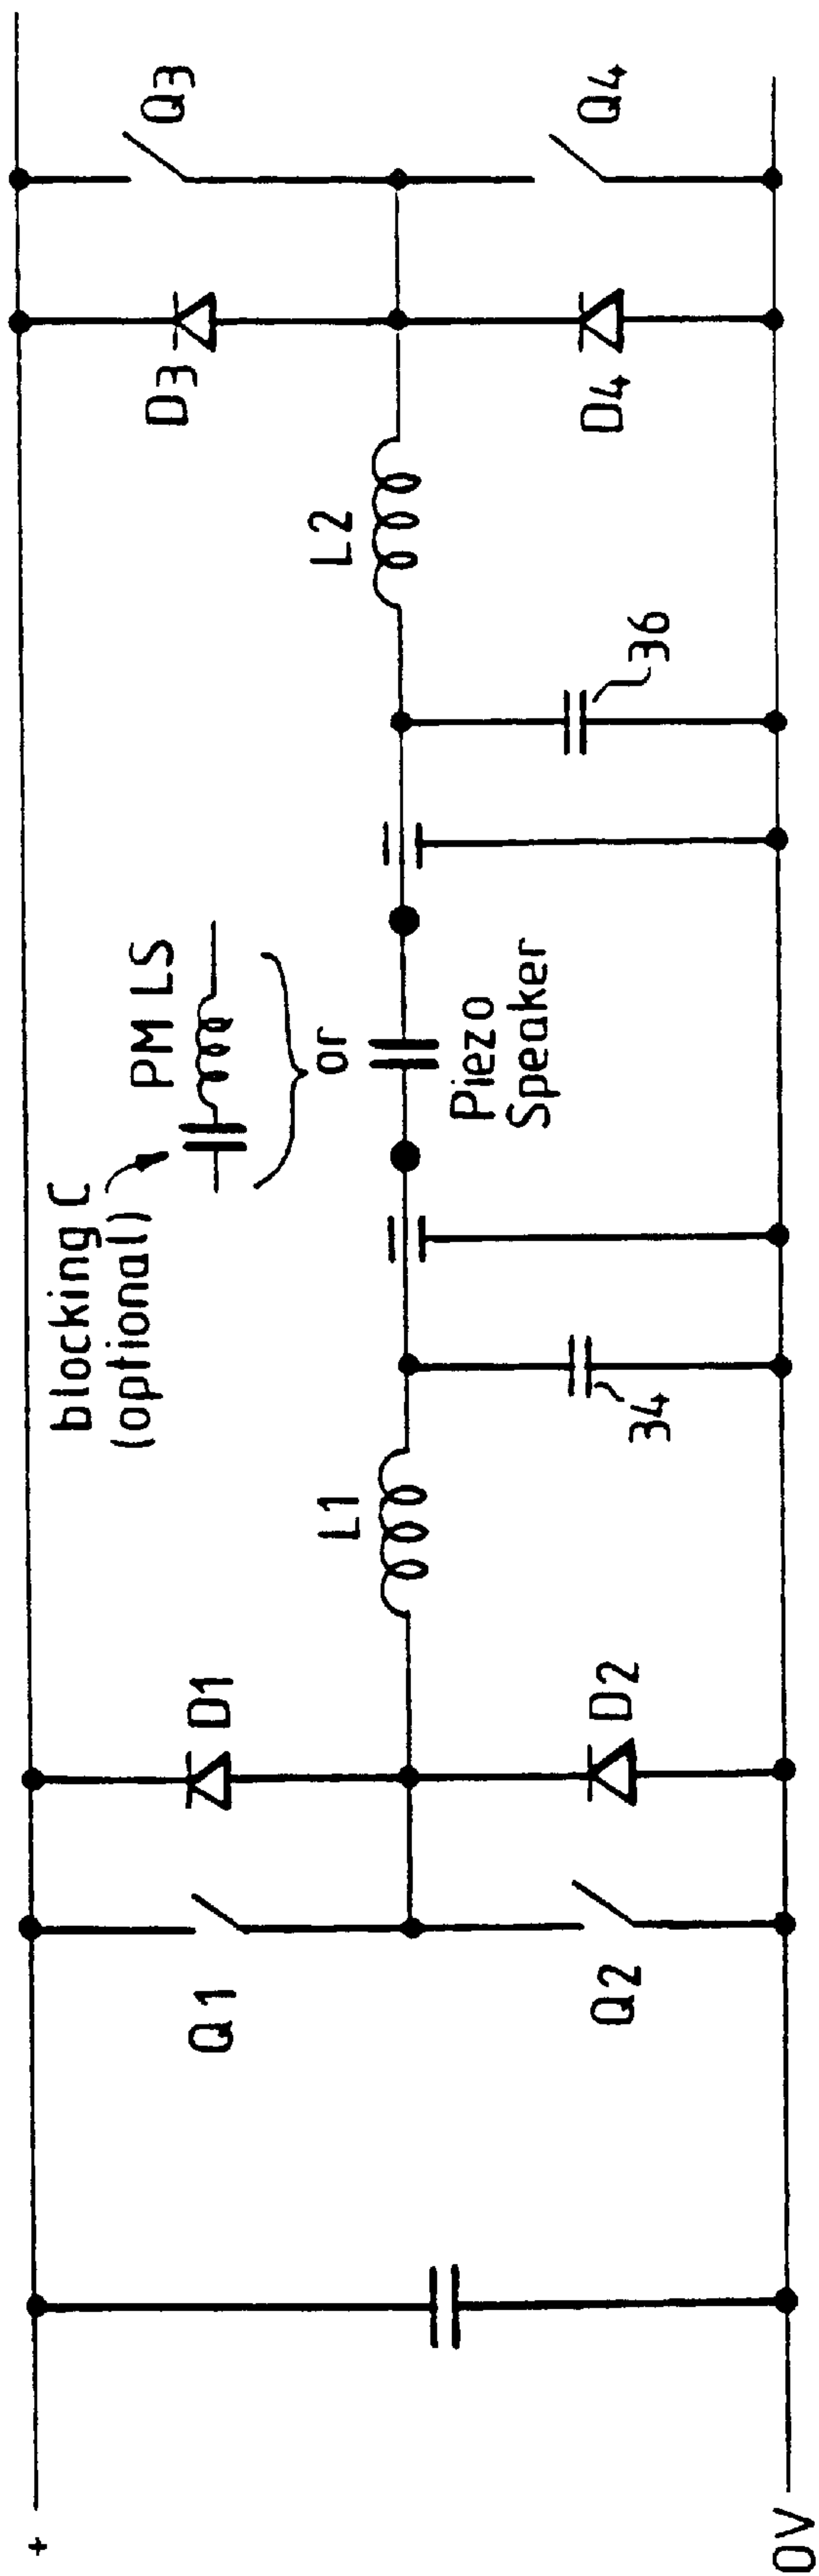 +
0V
Q1
Q2
D1
D2
L1
34
blocking C
(optional)
PM LS
or
Piezo
Speaker
36
L2
D3
D4
Q3
Q4